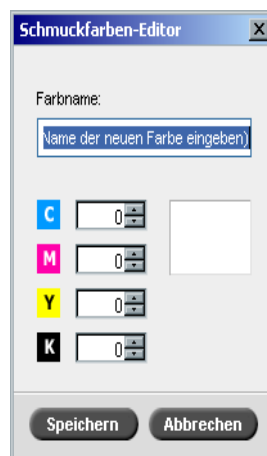 Schmuckfarben-Editor X
Farbname:
Name der neuen Farbe eingeben)
C 0
M 0
Y 0
K 0
Speichern Abbrechen